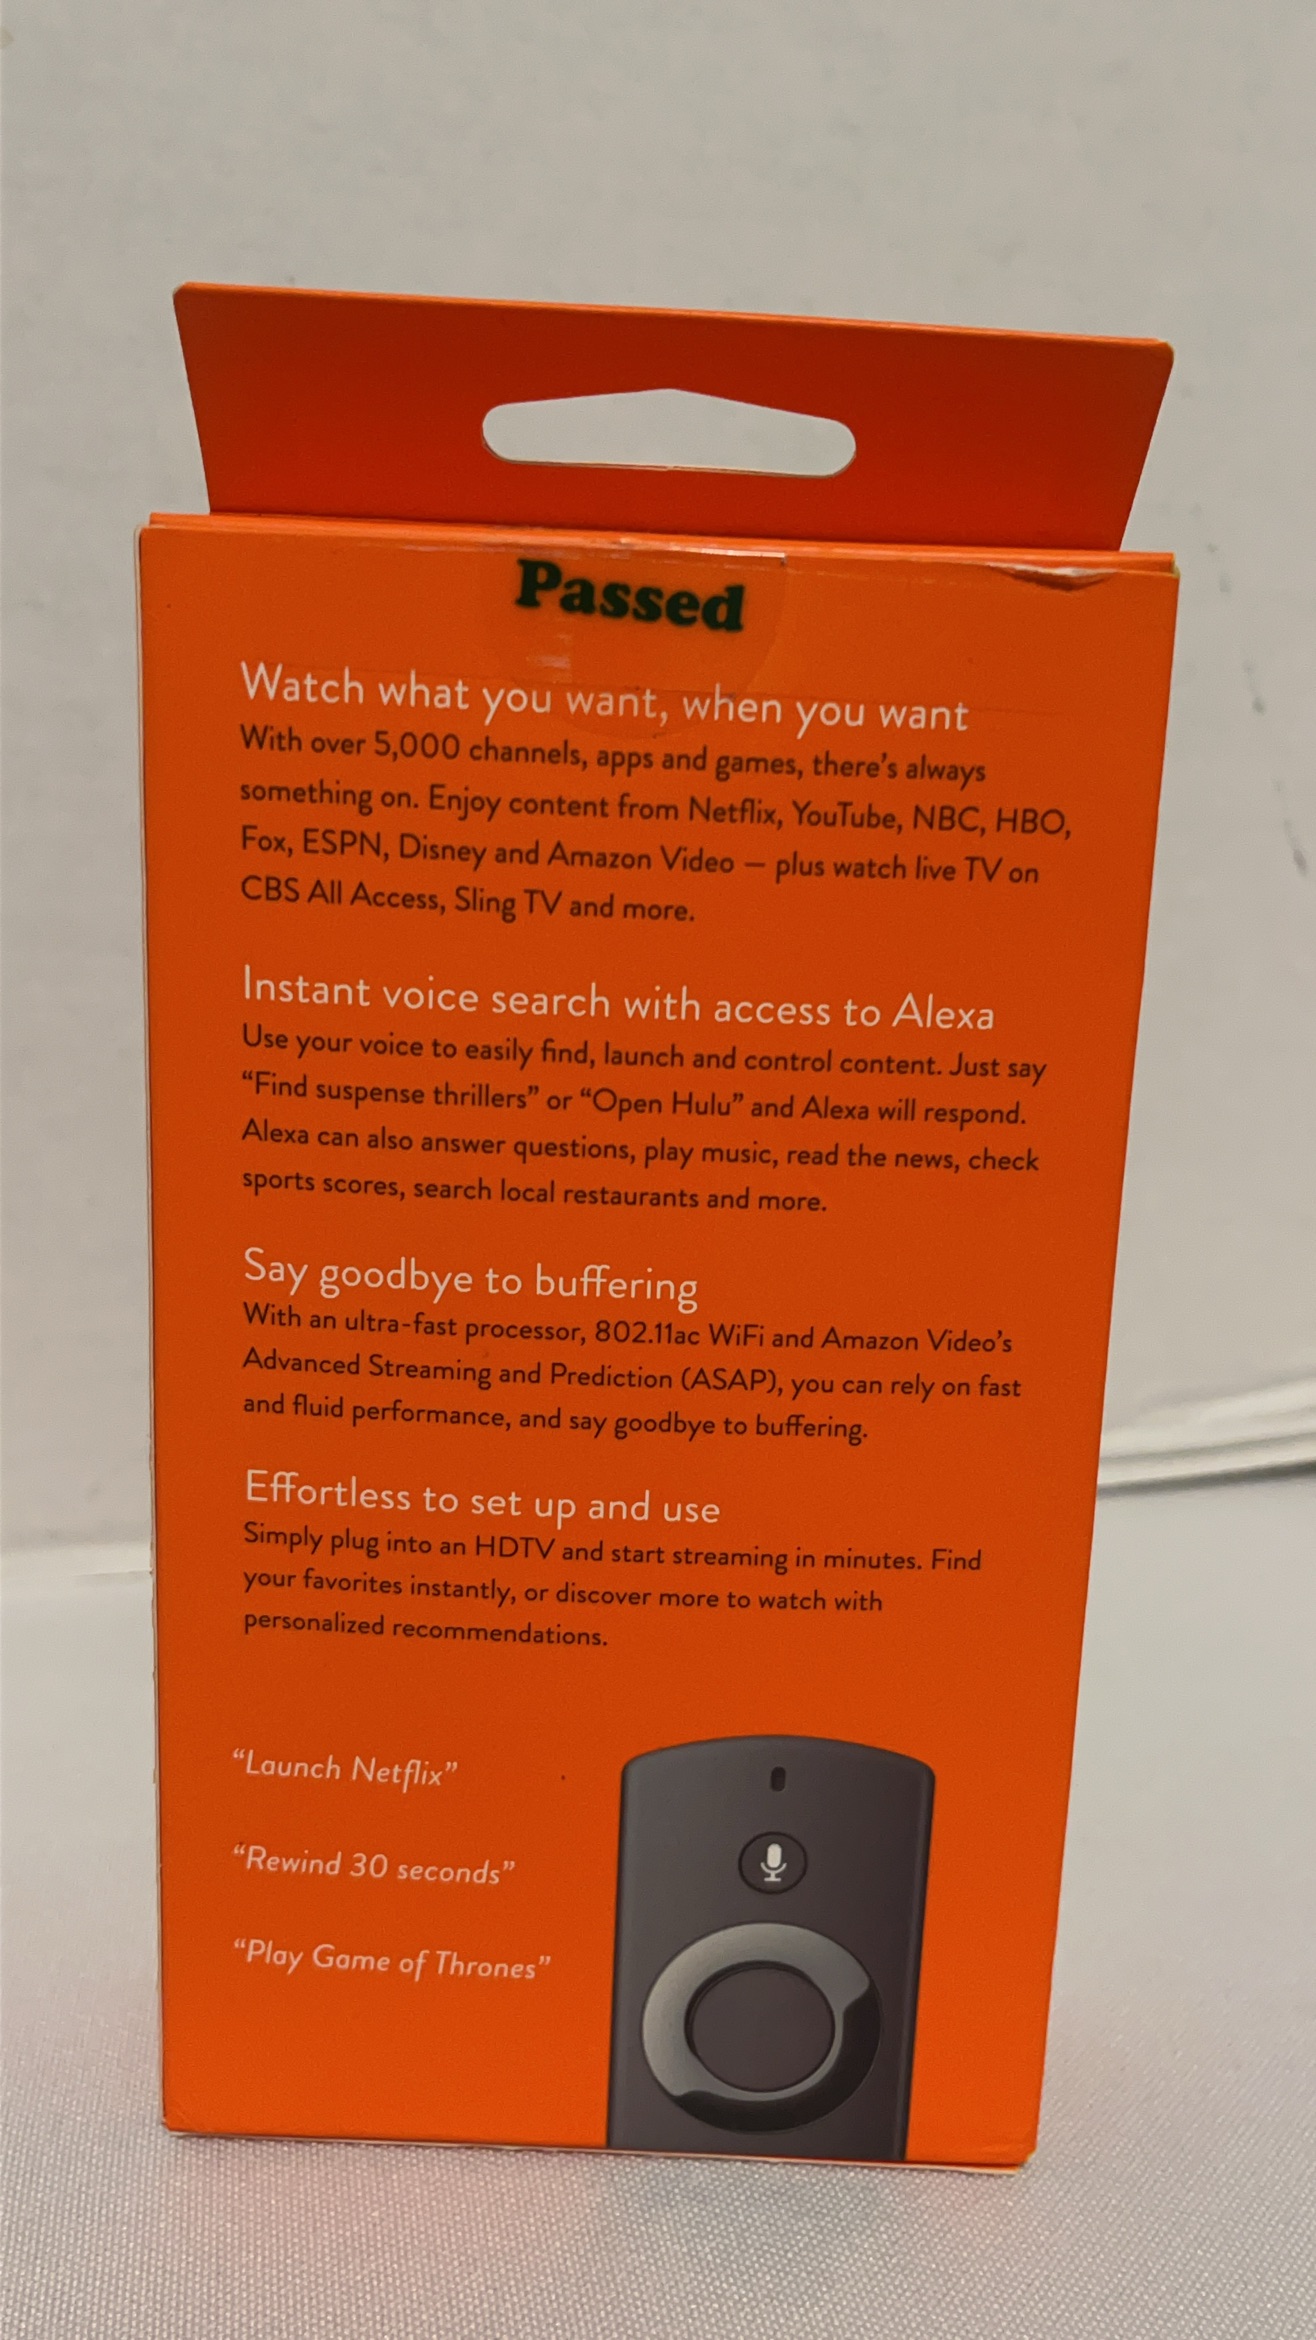 Passed
Watch what you want, when you want
With over 5,000 channels, apps and games, there's always
something on. Enjoy content from Netflix, YouTube, NBC, HBO,
Fox, ESPN, Disney and Amazon Video — plus watch live TV on
CBS All Access, Sling TV and more.
Instant voice search with access to Alexa
Use your voice to easily find, launch and control content. Just say
“Find suspense thrillers” or “Open Hulu” and Alexa will respond.
Alexa can also answer questions, play music, read the news, check
sports scores, search local restaurants and more.
Say goodbye to buffering
With an ultra-fast processor, 802.11ac WiFi and Amazon Video's
Advanced Streaming and Prediction (ASAP), you can rely on fast
and fluid performance, and say goodbye to buffering.
Effortless to set up and use
Simply plug into an HDTV and start streaming in minutes. Find
your favorites instantly, or discover more to watch with
personalized recommendations.
“Launch Netflix”
“Rewind 30 seconds”
“Play Game of Thrones”